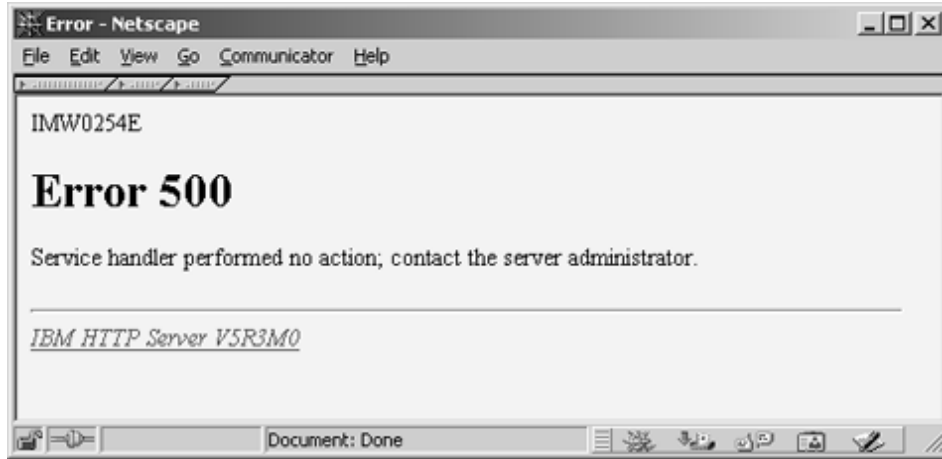 Error - Netscape
File Edit View Go Communicator Help
IMW0254E
Error 500
Service handler performed no action; contact the server administrator.
IBM HTTP Server V5R3M0
Document: Done